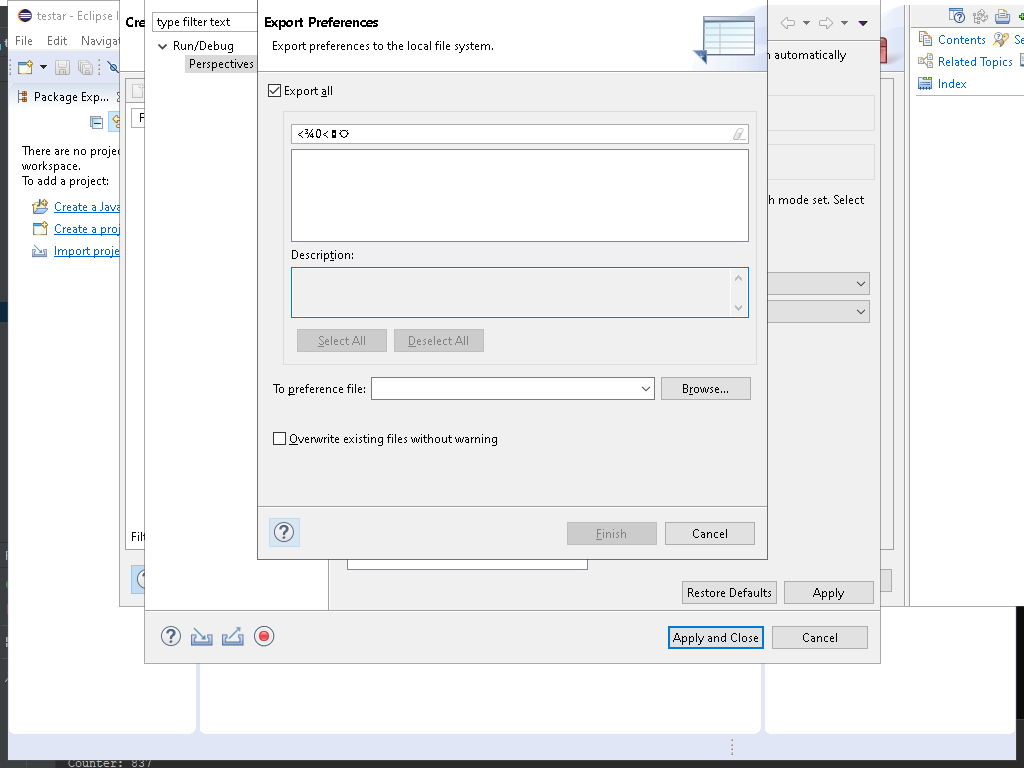 testar - Eclipse I
File Edit Navigat
Package Exp...
There are no projec
workspace.
To add a project:
Create a Java
Create a proj
Import proje
Cre
type filter text
Run/Debug
Perspectives
Export Preferences
Export preferences to the local file system.
Export all
Description:
Select All Deselect All
To preference file: Browse...
Overwrite existing files without warning
Finish Cancel
automatically
h mode set. Select
Filt
Restore Defaults Apply
Apply and Close Cancel
Contents Se
Related Topics
Index
Counter: 837